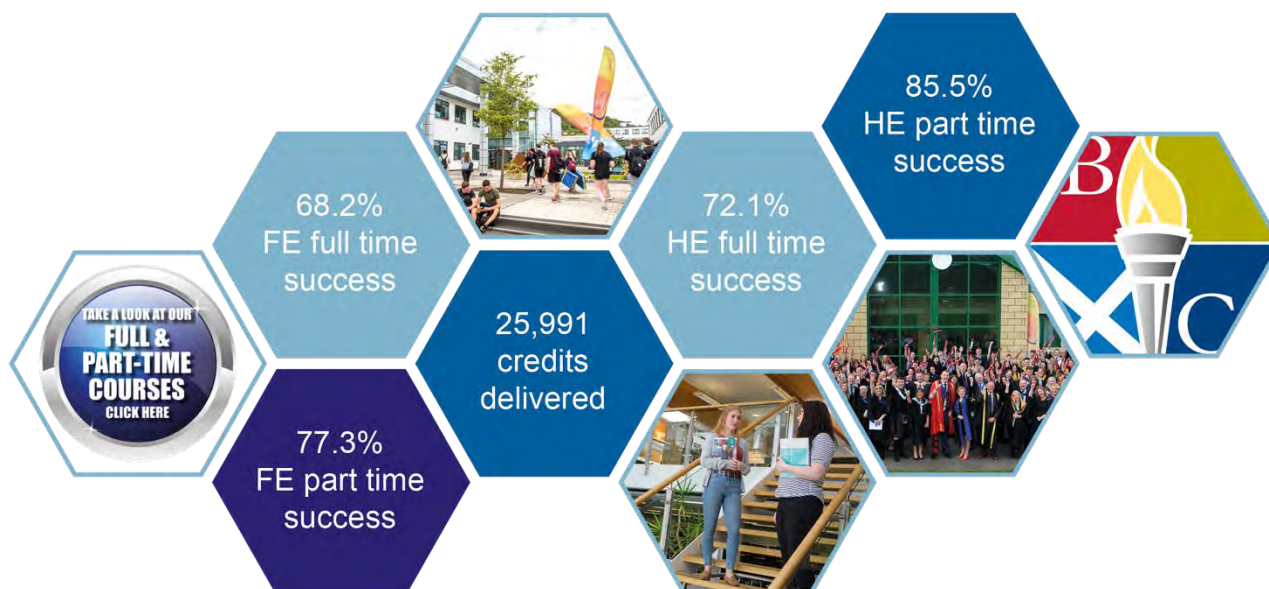 85.5%
HE part time
success
68.2%
FE full time
success
72.1%
HE full time
success
B
C
TAKE A LOOK AT OUR
FULL &
PART-TIME
COURSES
CLICK HERE
25,991
credits
delivered
77.3%
FE part time
success